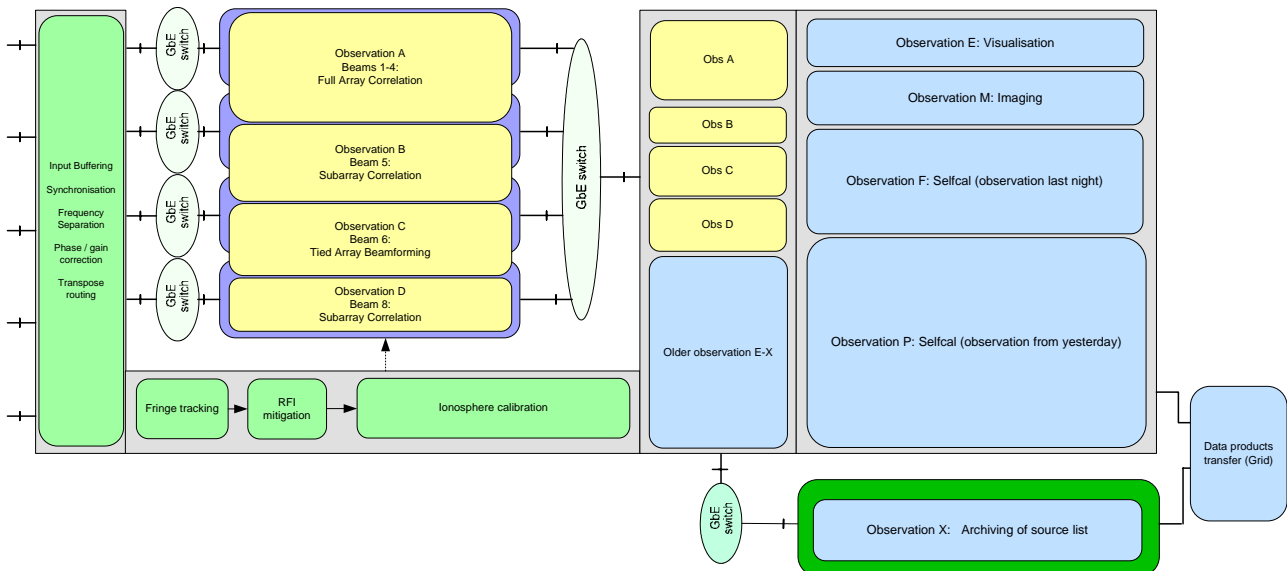 Input Buffering
Synchronisation
Frequency
Separation
Phase / gain
correction
Transpose
routing
GbE
switch
GbE
switch
GbE
switch
GbE
switch
Observation A
Beams 1-4:
Full Array Correlation
Observation B
Beam 5:
Subarray Correlation
Observation C
Beam 6:
Tied Array Beamforming
Observation D
Beam 8:
Subarray Correlation
Fringe tracking
RFI
mitigation
Ionosphere calibration
GbE switch
Obs A
Obs B
Obs C
Obs D
Older observation E-X
Observation E: Visualisation
Observation M: Imaging
Observation F: Selfcal (observation last night)
Observation P: Selfcal (observation from yesterday)
GbE
switch
Observation X: Archiving of source list
Data products
transfer (Grid)